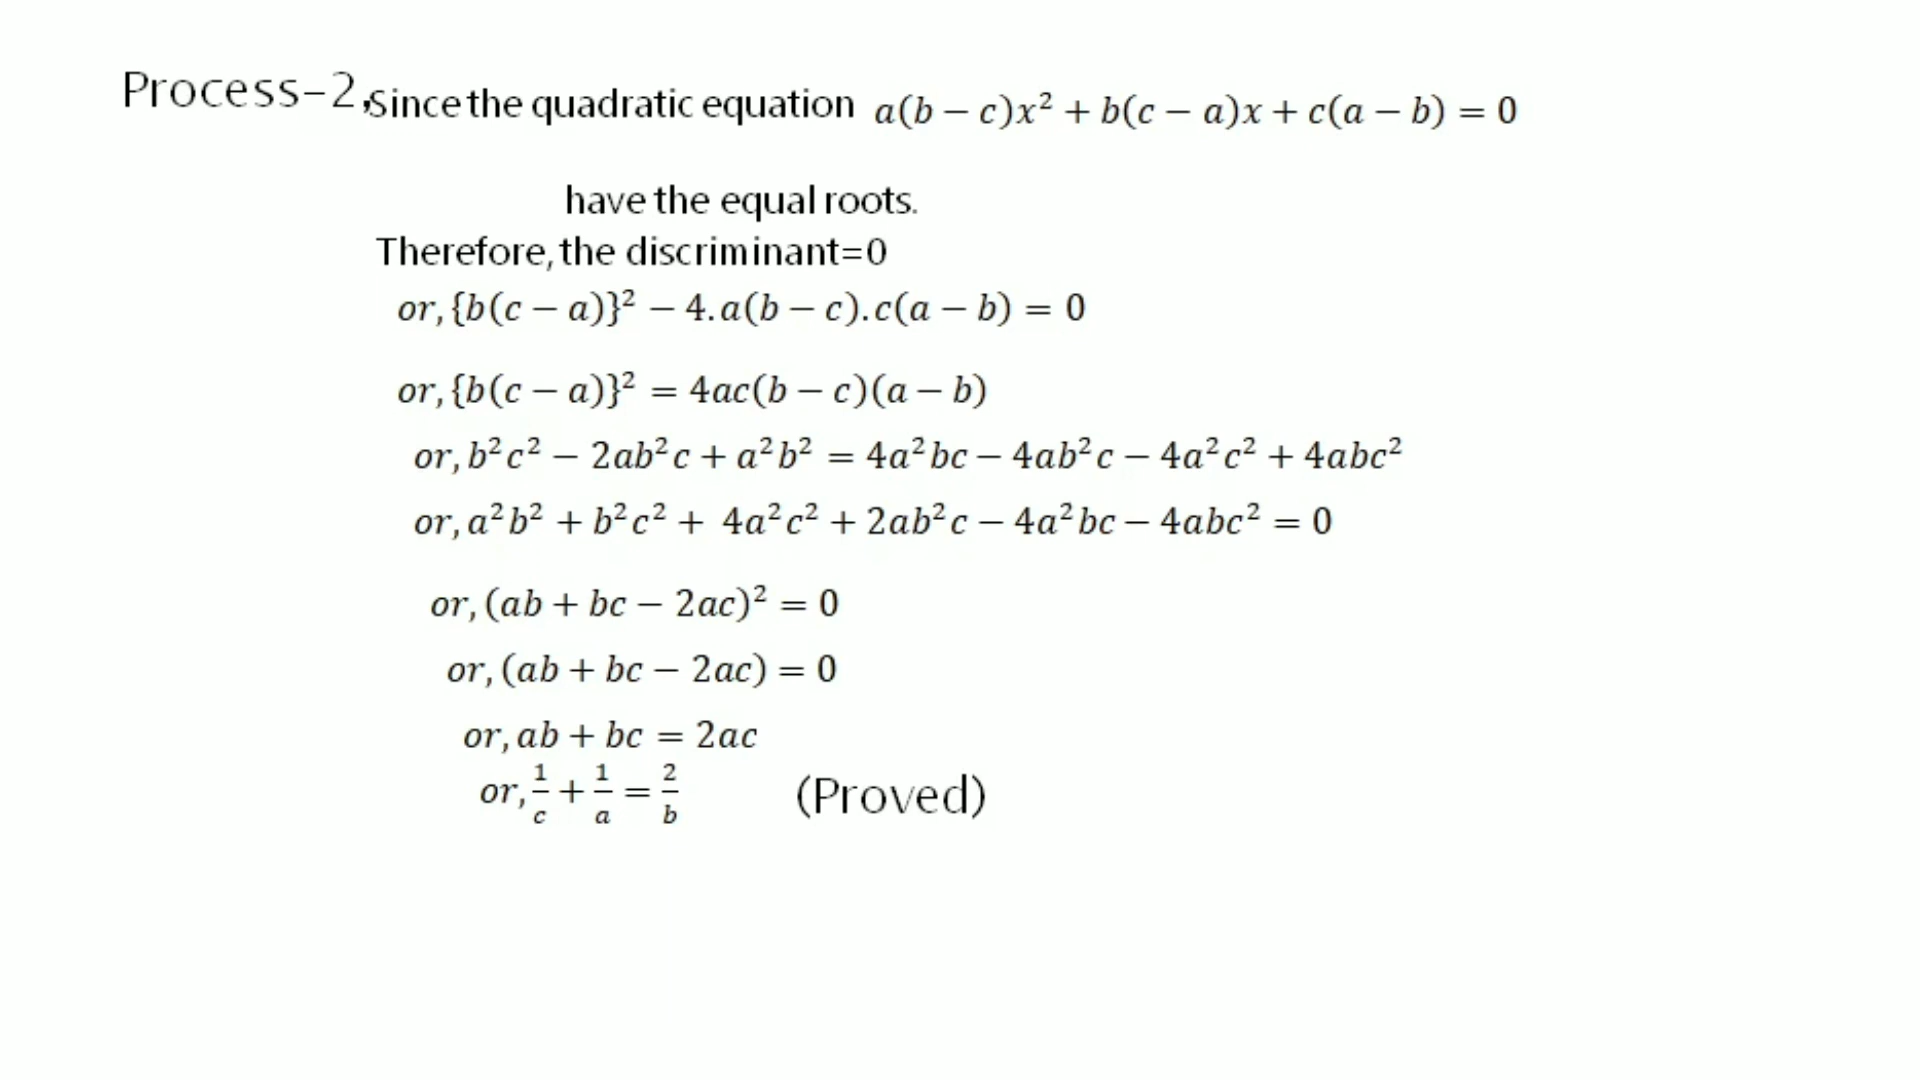 Process-2, Since the quadratic equation a(b − c)x² + b(c − a)x + c(a − b) = 0
have the equal roots.
Therefore, the discriminant=0
or, {b(c − a)}² − 4.a(b − c).c(a − b) = 0
or, {b(c − a)}² = 4ac(b − c)(a − b)
or, b²c² − 2ab²c + a²b² = 4a²bc − 4ab²c − 4a²c² + 4abc²
or, a²b² + b²c² + 4a²c² + 2ab²c − 4a²bc − 4abc² = 0
or, (ab + bc − 2ac)² = 0
or, (ab + bc − 2ac) = 0
or, ab + bc = 2ac
or, 1/c + 1/a = 2/b (Proved)